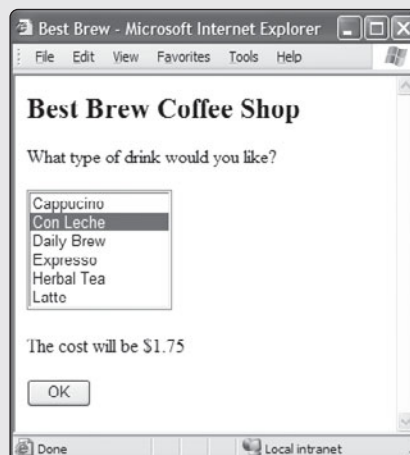 Best Brew - Microsoft Internet Explorer
File Edit View Favorites Tools Help
Best Brew Coffee Shop
What type of drink would you like?
Cappucino
Con Leche
Daily Brew
Expresso
Herbal Tea
Latte
The cost will be $1.75
OK
Done Local intranet